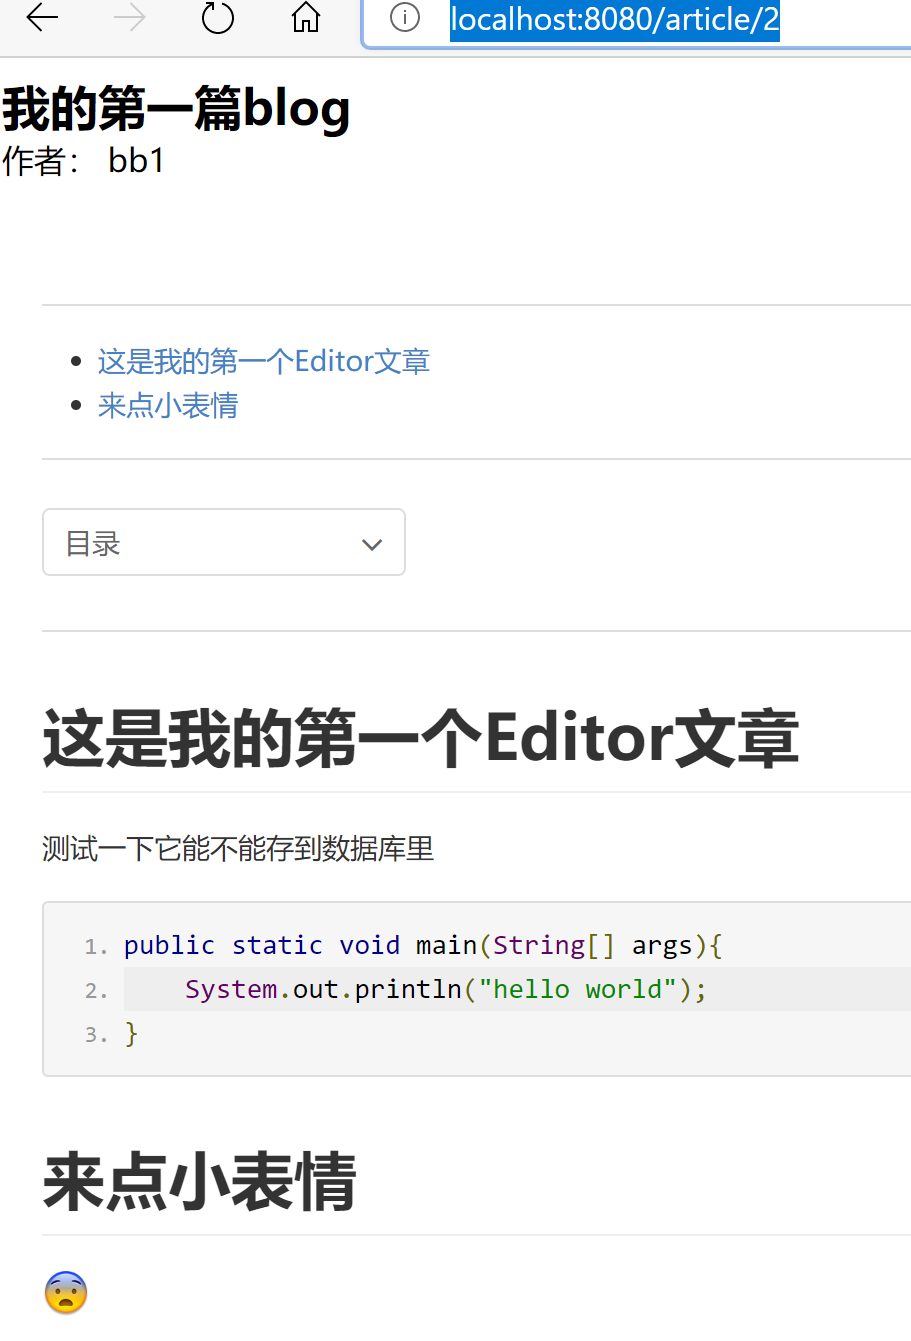 localhost:8080/article/2
我的第一篇blog
作者： bb1
这是我的第一个Editor文章
来点小表情
目录
这是我的第一个Editor文章
测试一下它能不能存到数据库里
1. public static void main(String[] args){
2.     System.out.println("hello world");
3. }
来点小表情